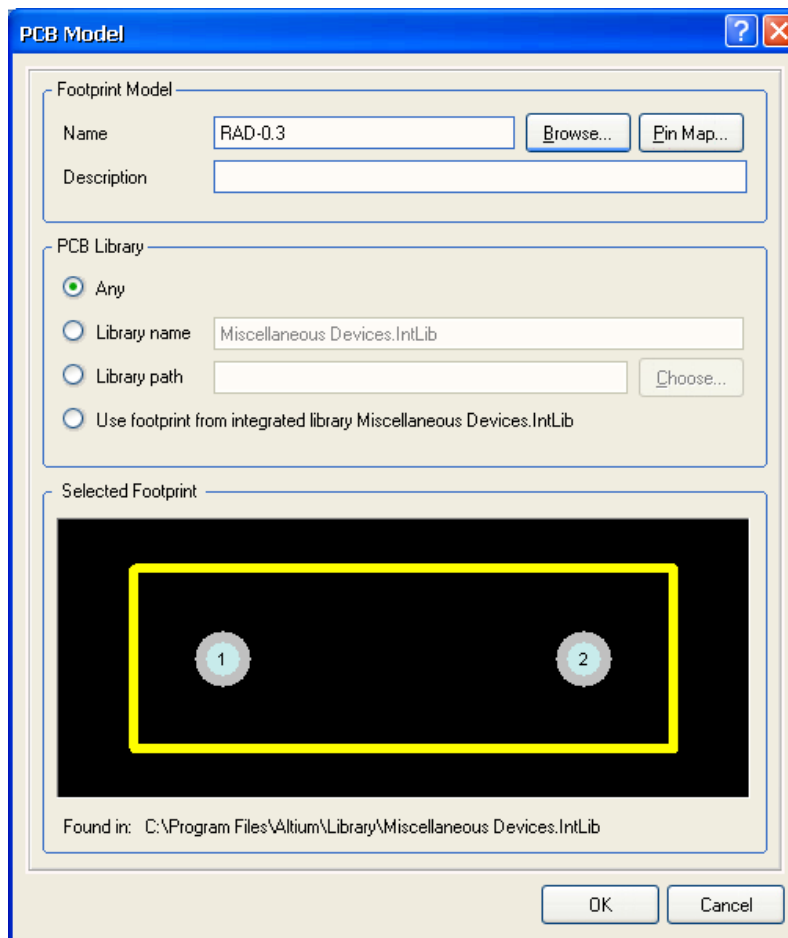 PCB Model
Footprint Model
Name RAD-0.3 Browse... Pin Map...
Description
PCB Library
Any
Library name Miscellaneous Devices.IntLib
Library path Choose...
Use footprint from integrated library Miscellaneous Devices.IntLib
Selected Footprint
1 2
Found in: C:\Program Files\Altium\Library\Miscellaneous Devices.IntLib
OK Cancel